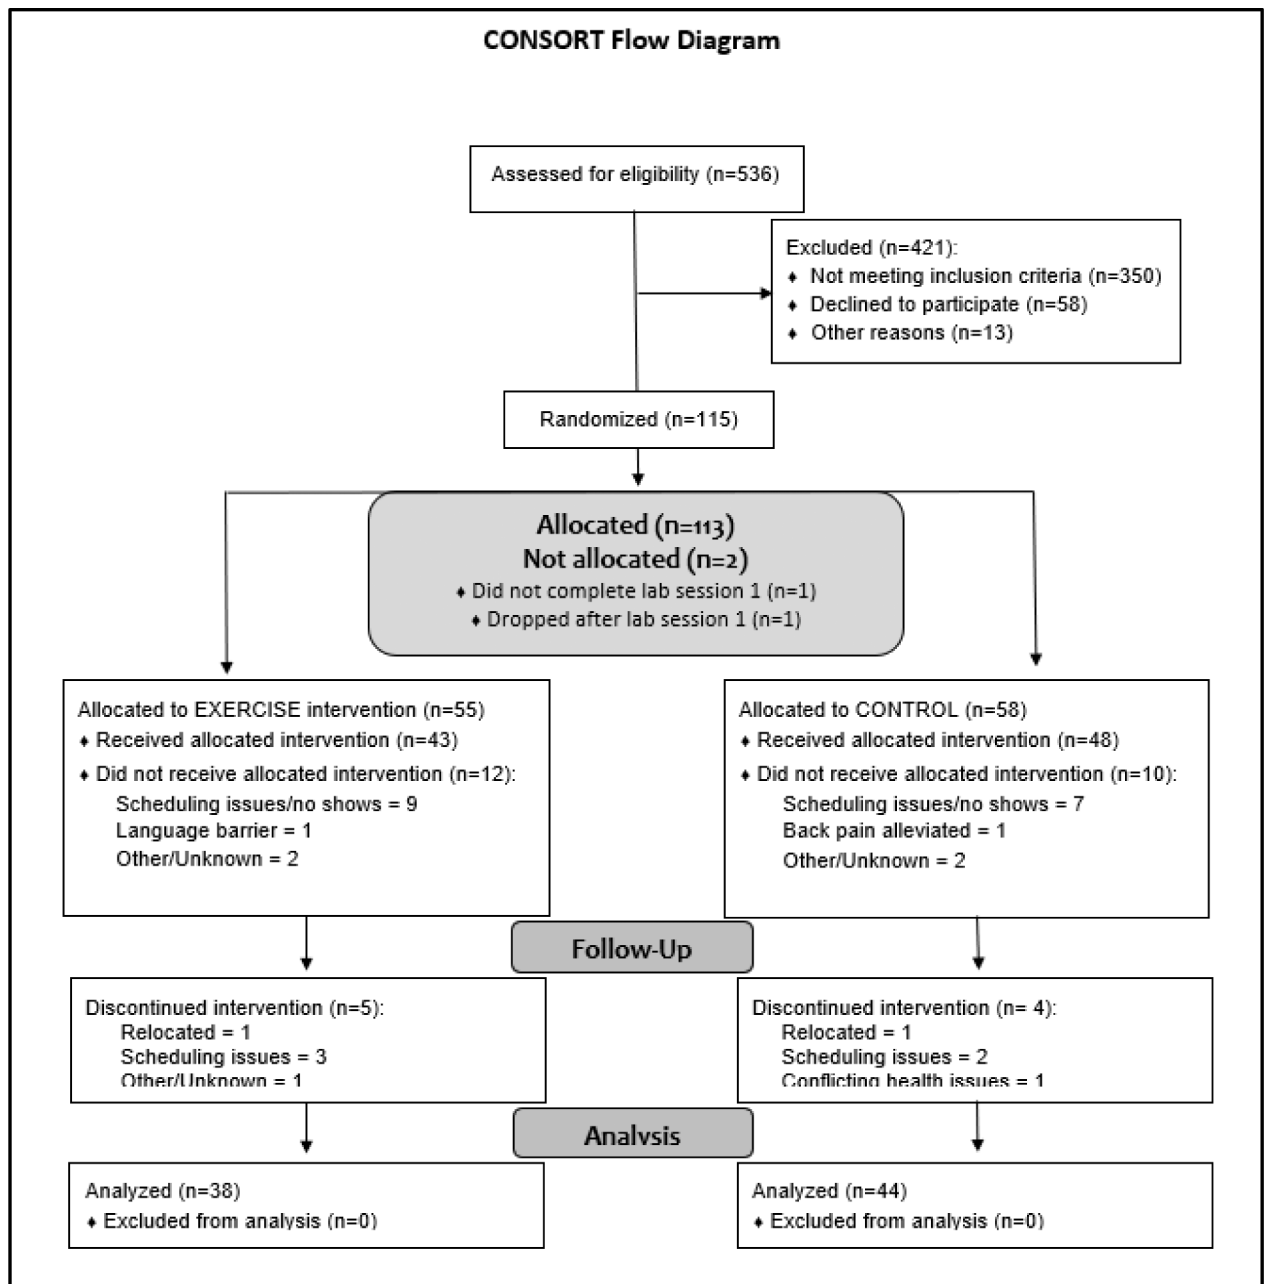 CONSORT Flow Diagram
Assessed for eligibility (n=536)
Excluded (n=421):
♦ Not meeting inclusion criteria (n=350)
♦ Declined to participate (n=58)
♦ Other reasons (n=13)
Randomized (n=115)
Allocated (n=113)
Not allocated (n=2)
♦ Did not complete lab session 1 (n=1)
♦ Dropped after lab session 1 (n=1)
Allocated to EXERCISE intervention (n=55)
♦ Received allocated intervention (n=43)
♦ Did not receive allocated intervention (n=12):
Scheduling issues/no shows = 9
Language barrier = 1
Other/Unknown = 2
Allocated to CONTROL (n=58)
♦ Received allocated intervention (n=48)
♦ Did not receive allocated intervention (n=10):
Scheduling issues/no shows = 7
Back pain alleviated = 1
Other/Unknown = 2
Follow-Up
Discontinued intervention (n=5):
Relocated = 1
Scheduling issues = 3
Other/Unknown = 1
Discontinued intervention (n= 4):
Relocated = 1
Scheduling issues = 2
Conflicting health issues = 1
Analysis
Analyzed (n=38)
♦ Excluded from analysis (n=0)
Analyzed (n=44)
♦ Excluded from analysis (n=0)